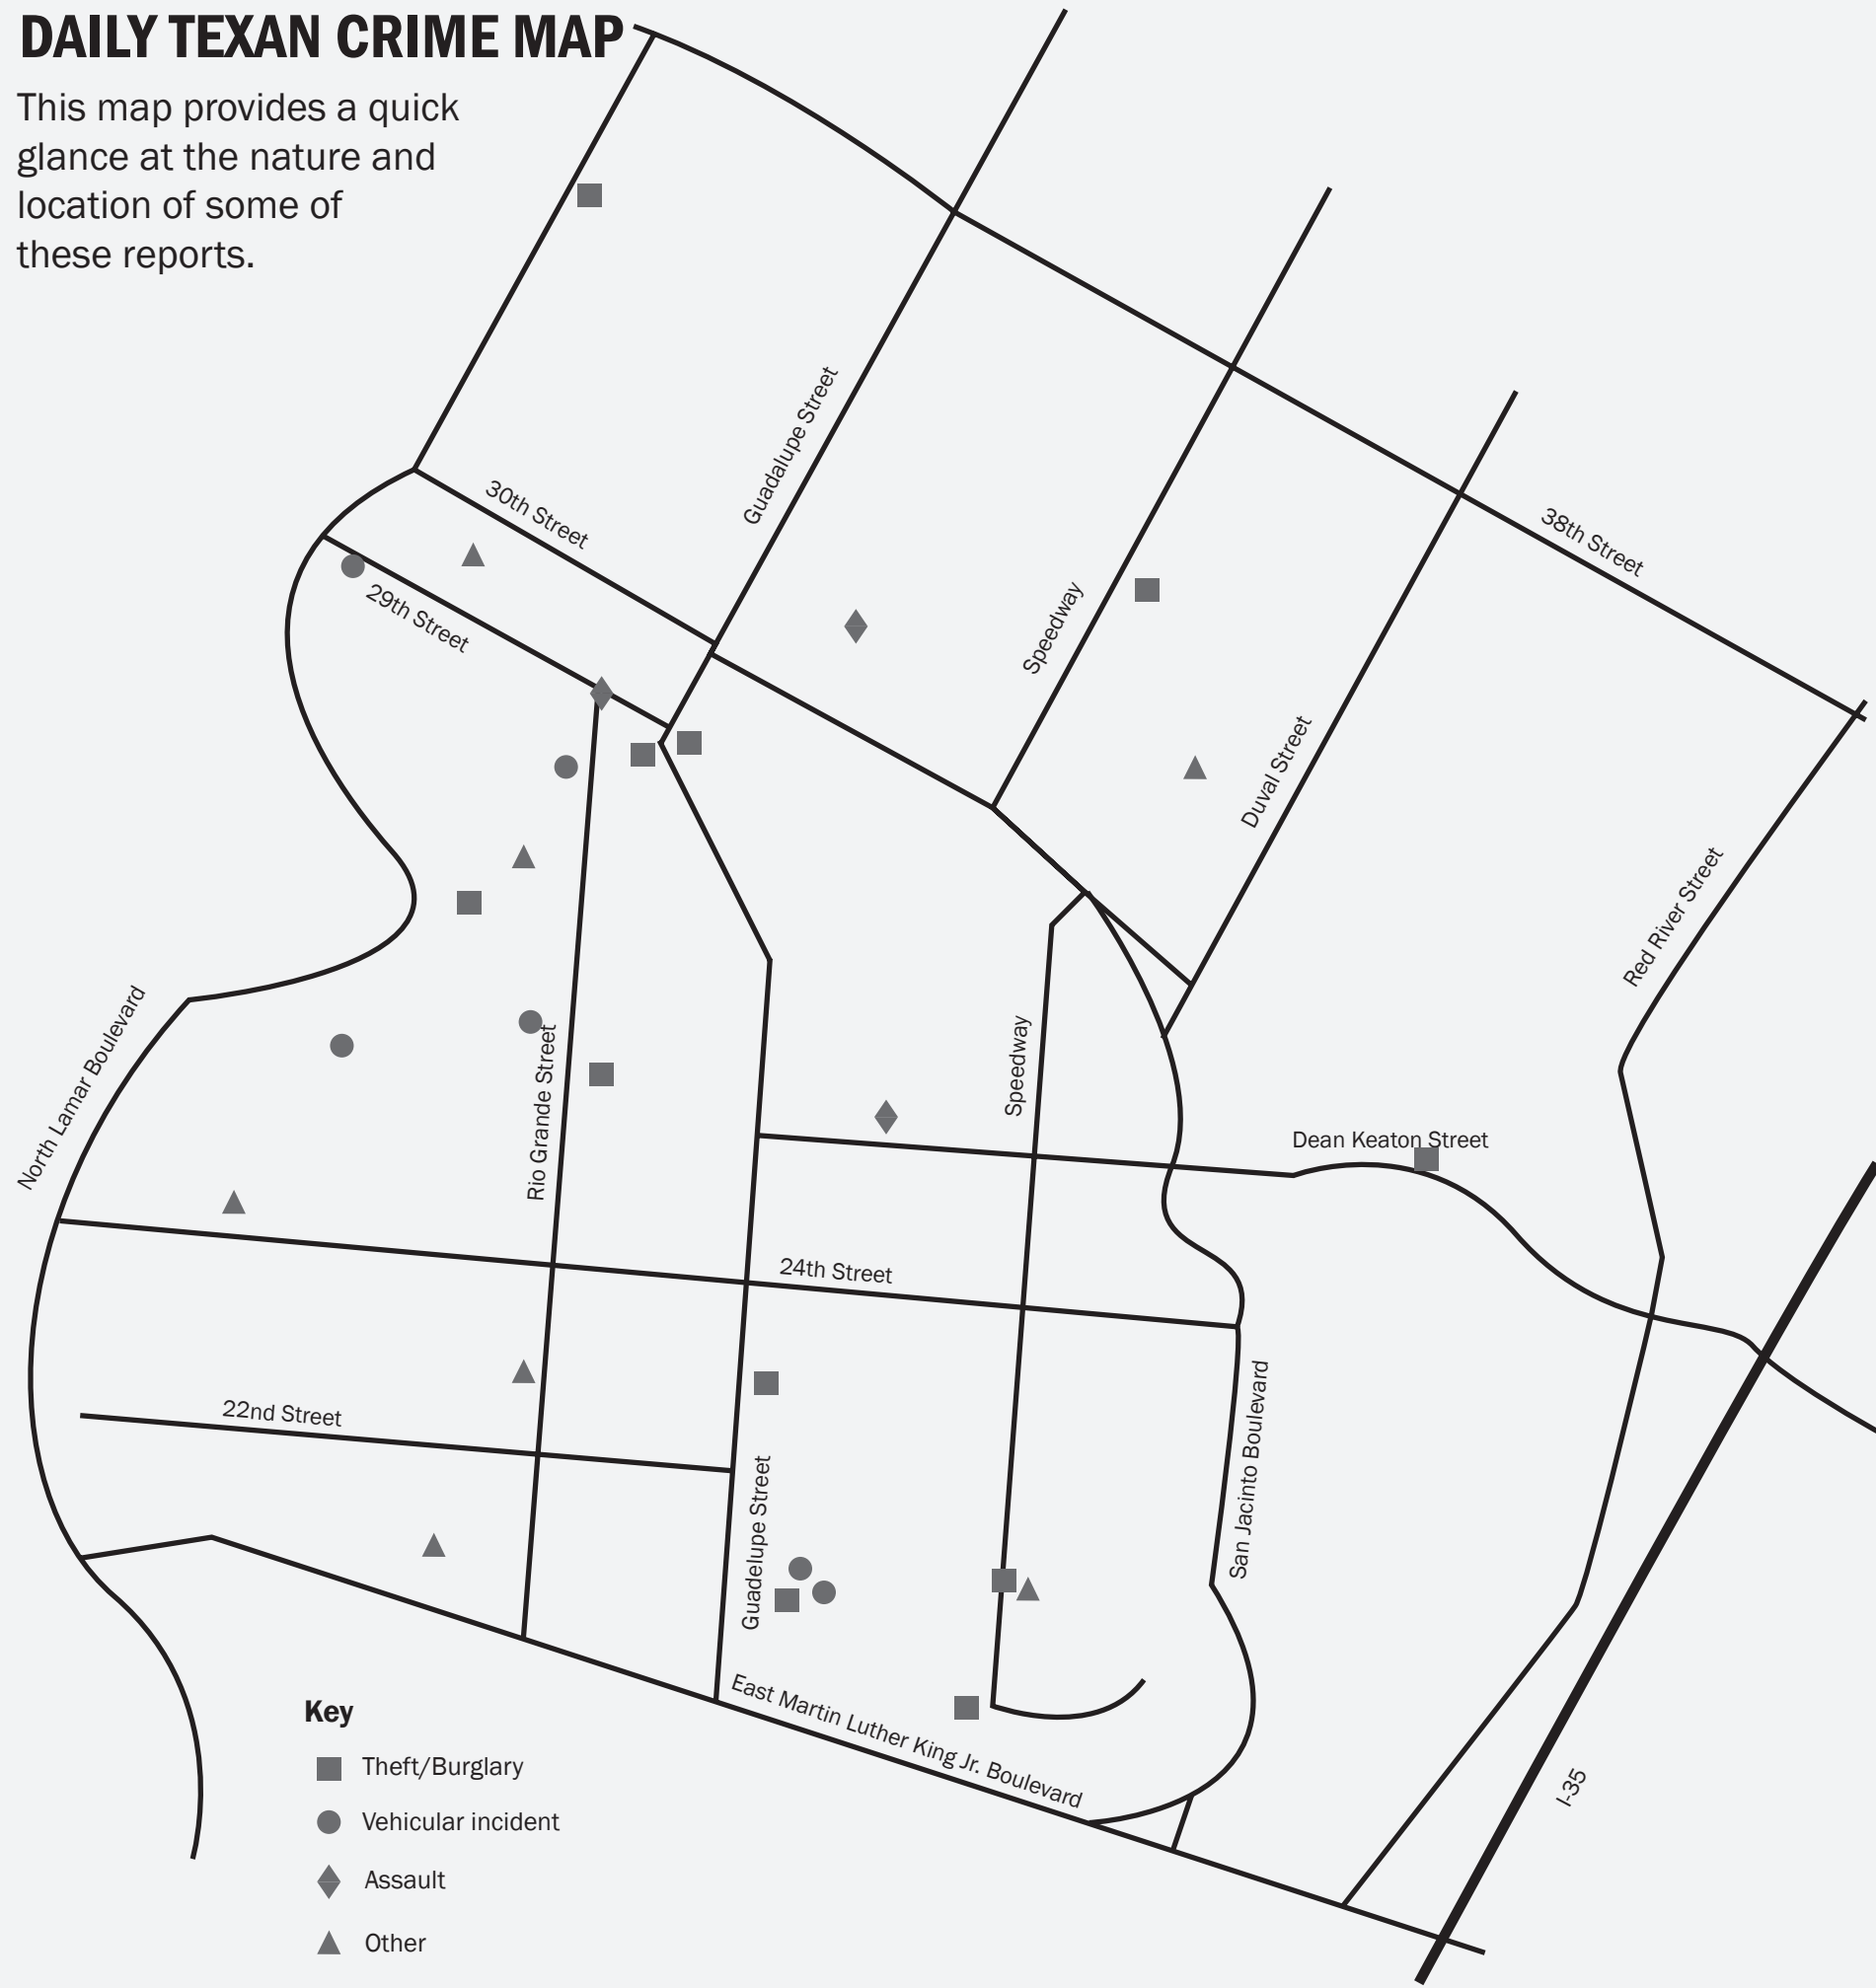 DAILY TEXAN CRIME MAP
This map provides a quick
glance at the nature and
location of some of
these reports.
Guadalupe Street
30th Street
38th Street
29th Street
Speedway
Duval Street
Red River Street
North Lamar Boulevard
Rio Grande Street
Speedway
Dean Keaton Street
24th Street
22nd Street
San Jacinto Boulevard
Guadelupe Street
East Martin Luther King Jr. Boulevard
I-35
Key
Theft/Burglary
Vehicular incident
Assault
Other